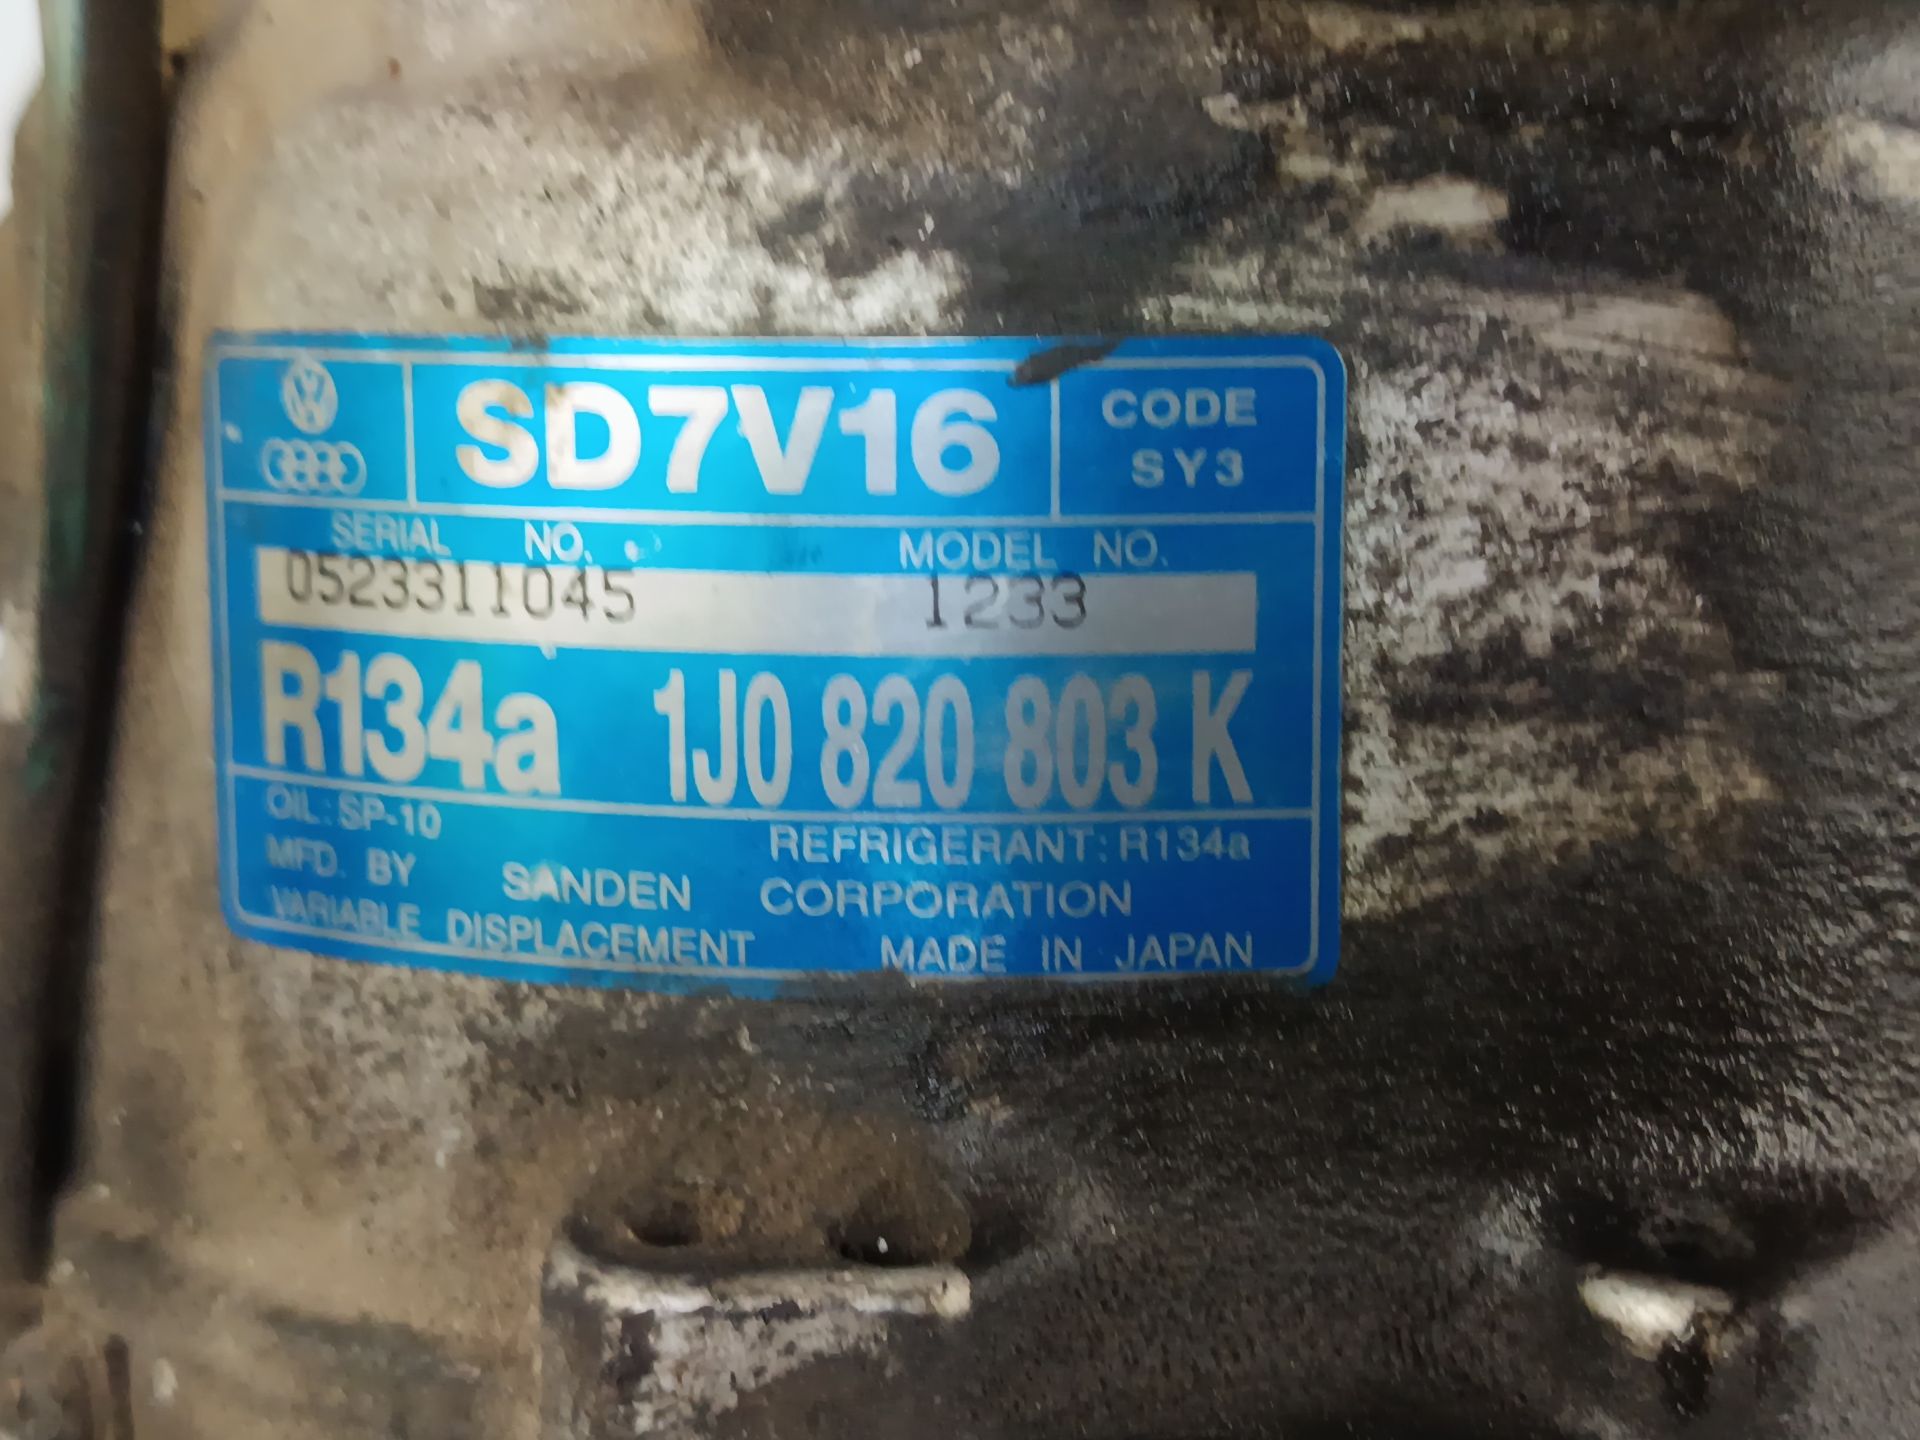 SD7V16
CODE
SY3
SERIAL NO.
MODEL NO.
0523311045
1233
R134a 1J0 820 803 K
OIL: SP-10
REFRIGERANT: R134a
MFD. BY SANDEN CORPORATION
VARIABLE DISPLACEMENT MADE IN JAPAN